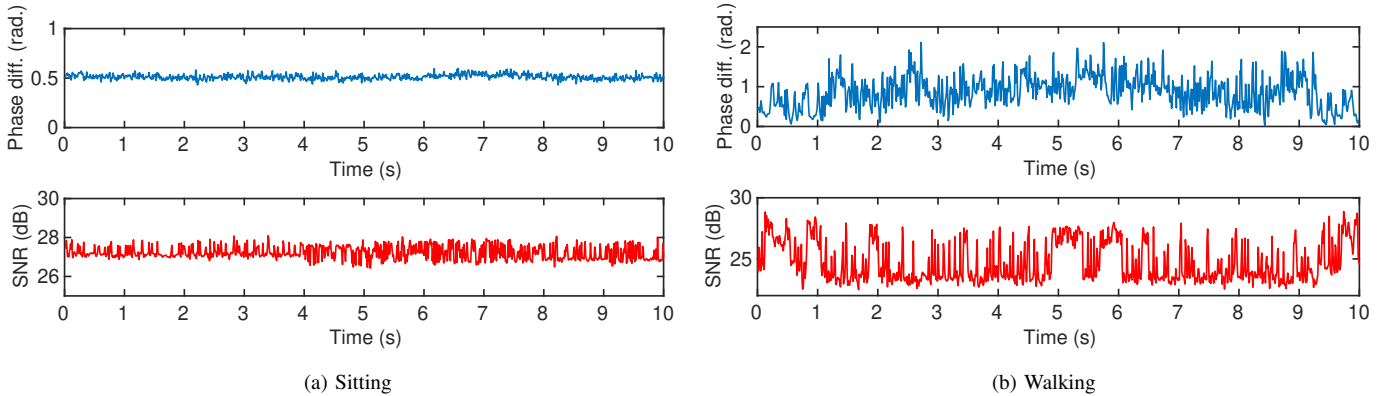 Phase diff. (rad.)
1
0.5
0
0 1 2 3 4 5 6 7 8 9 10
Time (s)
SNR (dB)
30
28
26
0 1 2 3 4 5 6 7 8 9 10
Time (s)
(a) Sitting
Phase diff. (rad.)
2
1
0
0 1 2 3 4 5 6 7 8 9 10
Time (s)
SNR (dB)
30
25
0 1 2 3 4 5 6 7 8 9 10
Time (s)
(b) Walking